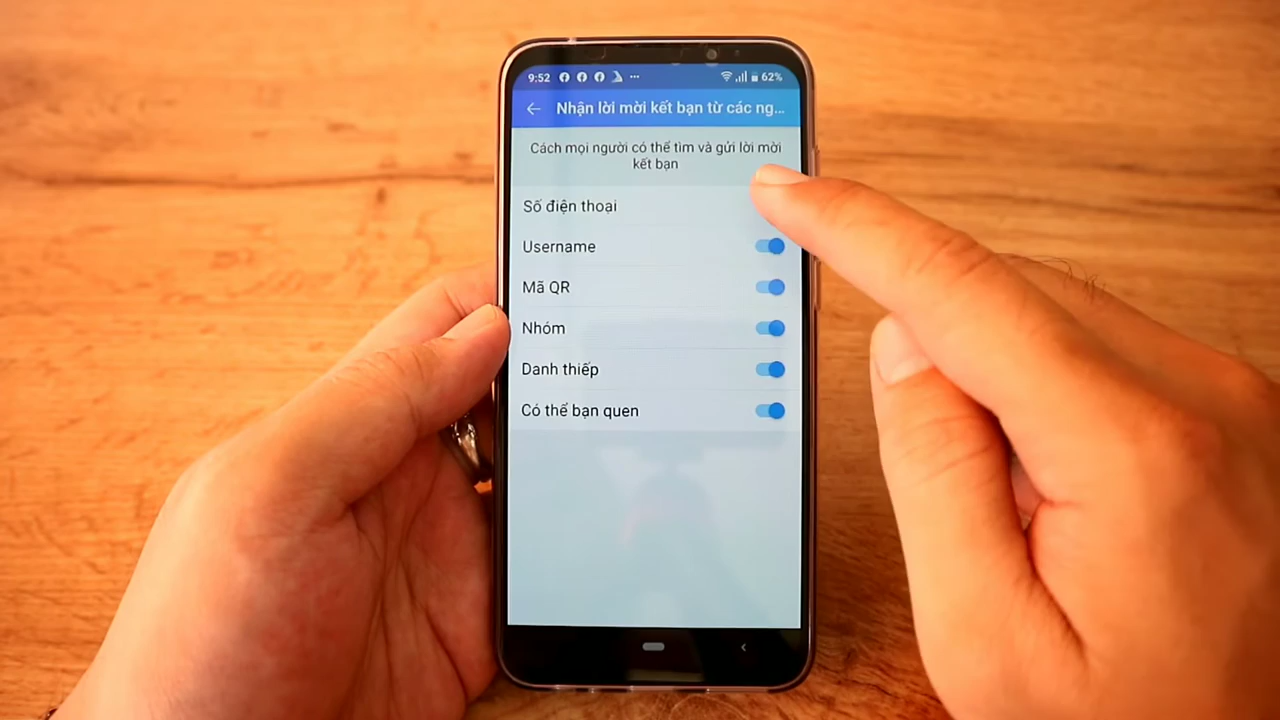 9:52 62%
Nhận lời mời kết bạn từ các ng...
Cách mọi người có thể tìm và gửi lời mời
kết bạn
Số điện thoại
Username
Mã QR
Nhóm
Danh thiếp
Có thể bạn quen